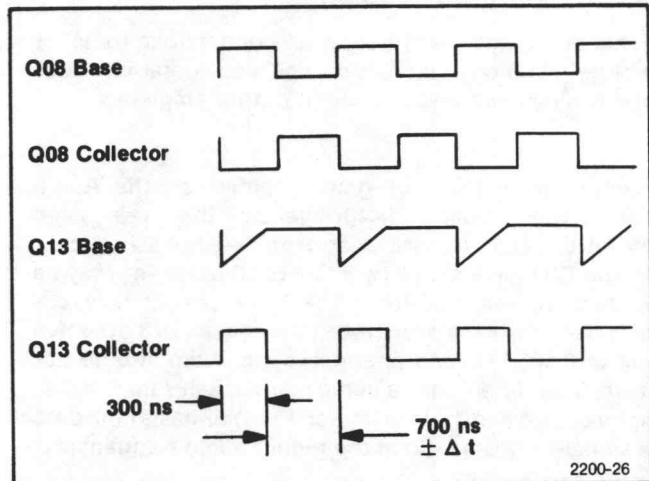 Q08 Base
Q08 Collector
Q13 Base
Q13 Collector
300 ns
700 ns
± Δ t
2200-26